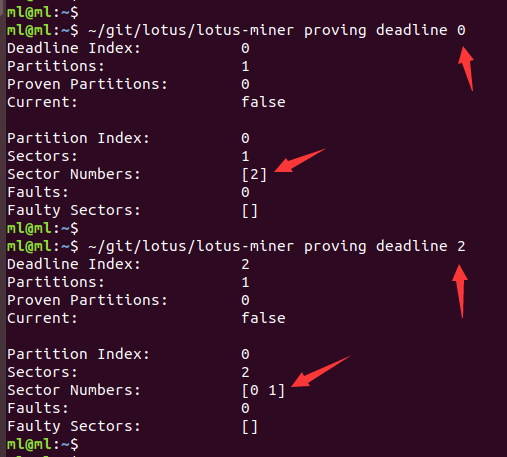 ml@ml:~$
ml@ml:~$ ~/git/lotus/lotus-miner proving deadline 0
Deadline Index: 0
Partitions: 1
Proven Partitions: 0
Current: false
Partition Index: 0
Sectors: 1
Sector Numbers: [2]
Faults: 0
Faulty Sectors: []
ml@ml:~$
ml@ml:~$ ~/git/lotus/lotus-miner proving deadline 2
Deadline Index: 2
Partitions: 1
Proven Partitions: 0
Current: false
Partition Index: 0
Sectors: 2
Sector Numbers: [0 1]
Faults: 0
Faulty Sectors: []
ml@ml:~$